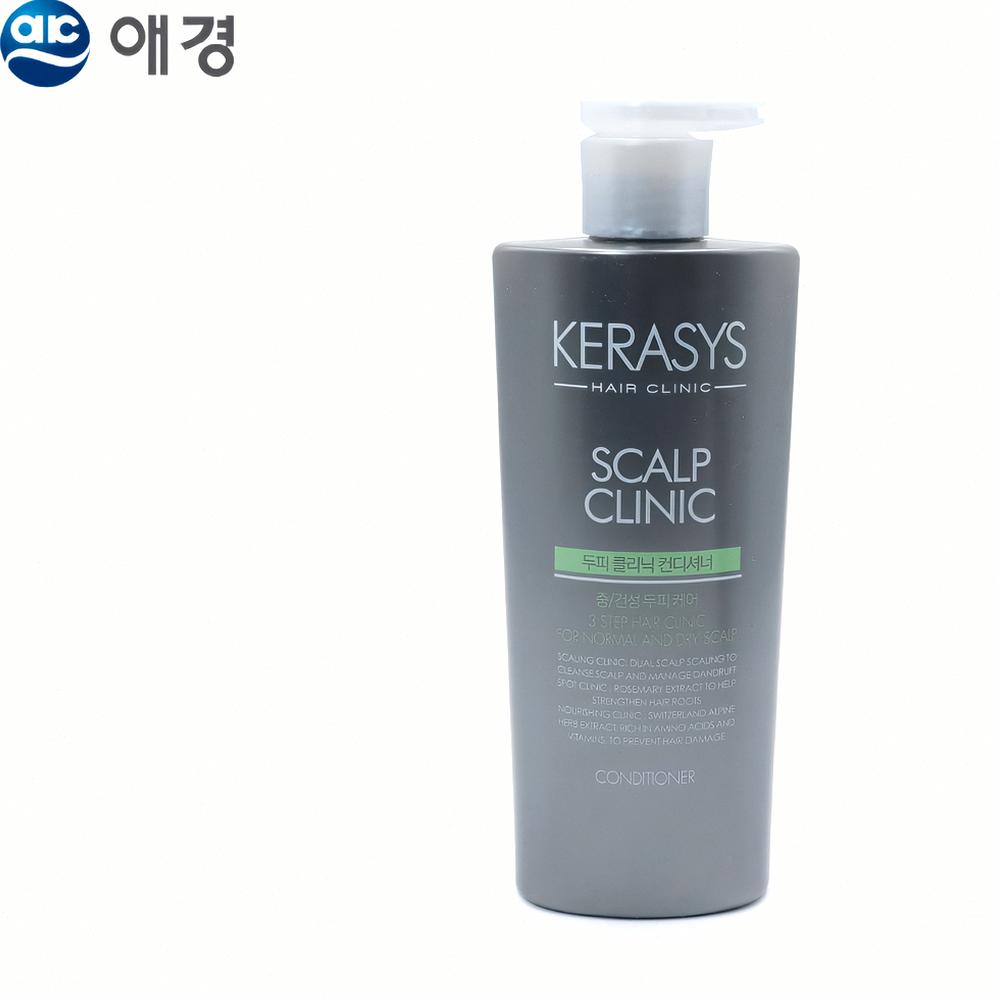 애경
KERASYS
HAIR CLINIC
SCALP
CLINIC
두피 클리닉 컨디셔너
중/건성 두피 케어
3 STEP HAIR CLINIC
FOR NORMAL AND DRY SCALP
SCALING CLINIC: DUAL SCALP SCALING TO
CLEANSE SCALP AND MANAGE DANDRUFF
SPOT CLINIC : ROSEMARY EXTRACT TO HELP
STRENGTHEN HAIR ROOTS
NOURISHING CLINIC : SWITZERLAND ALPINE
HERB EXTRACT RICH IN AMINO ACIDS AND
VITAMINS TO PREVENT HAIR DAMAGE
CONDITIONER